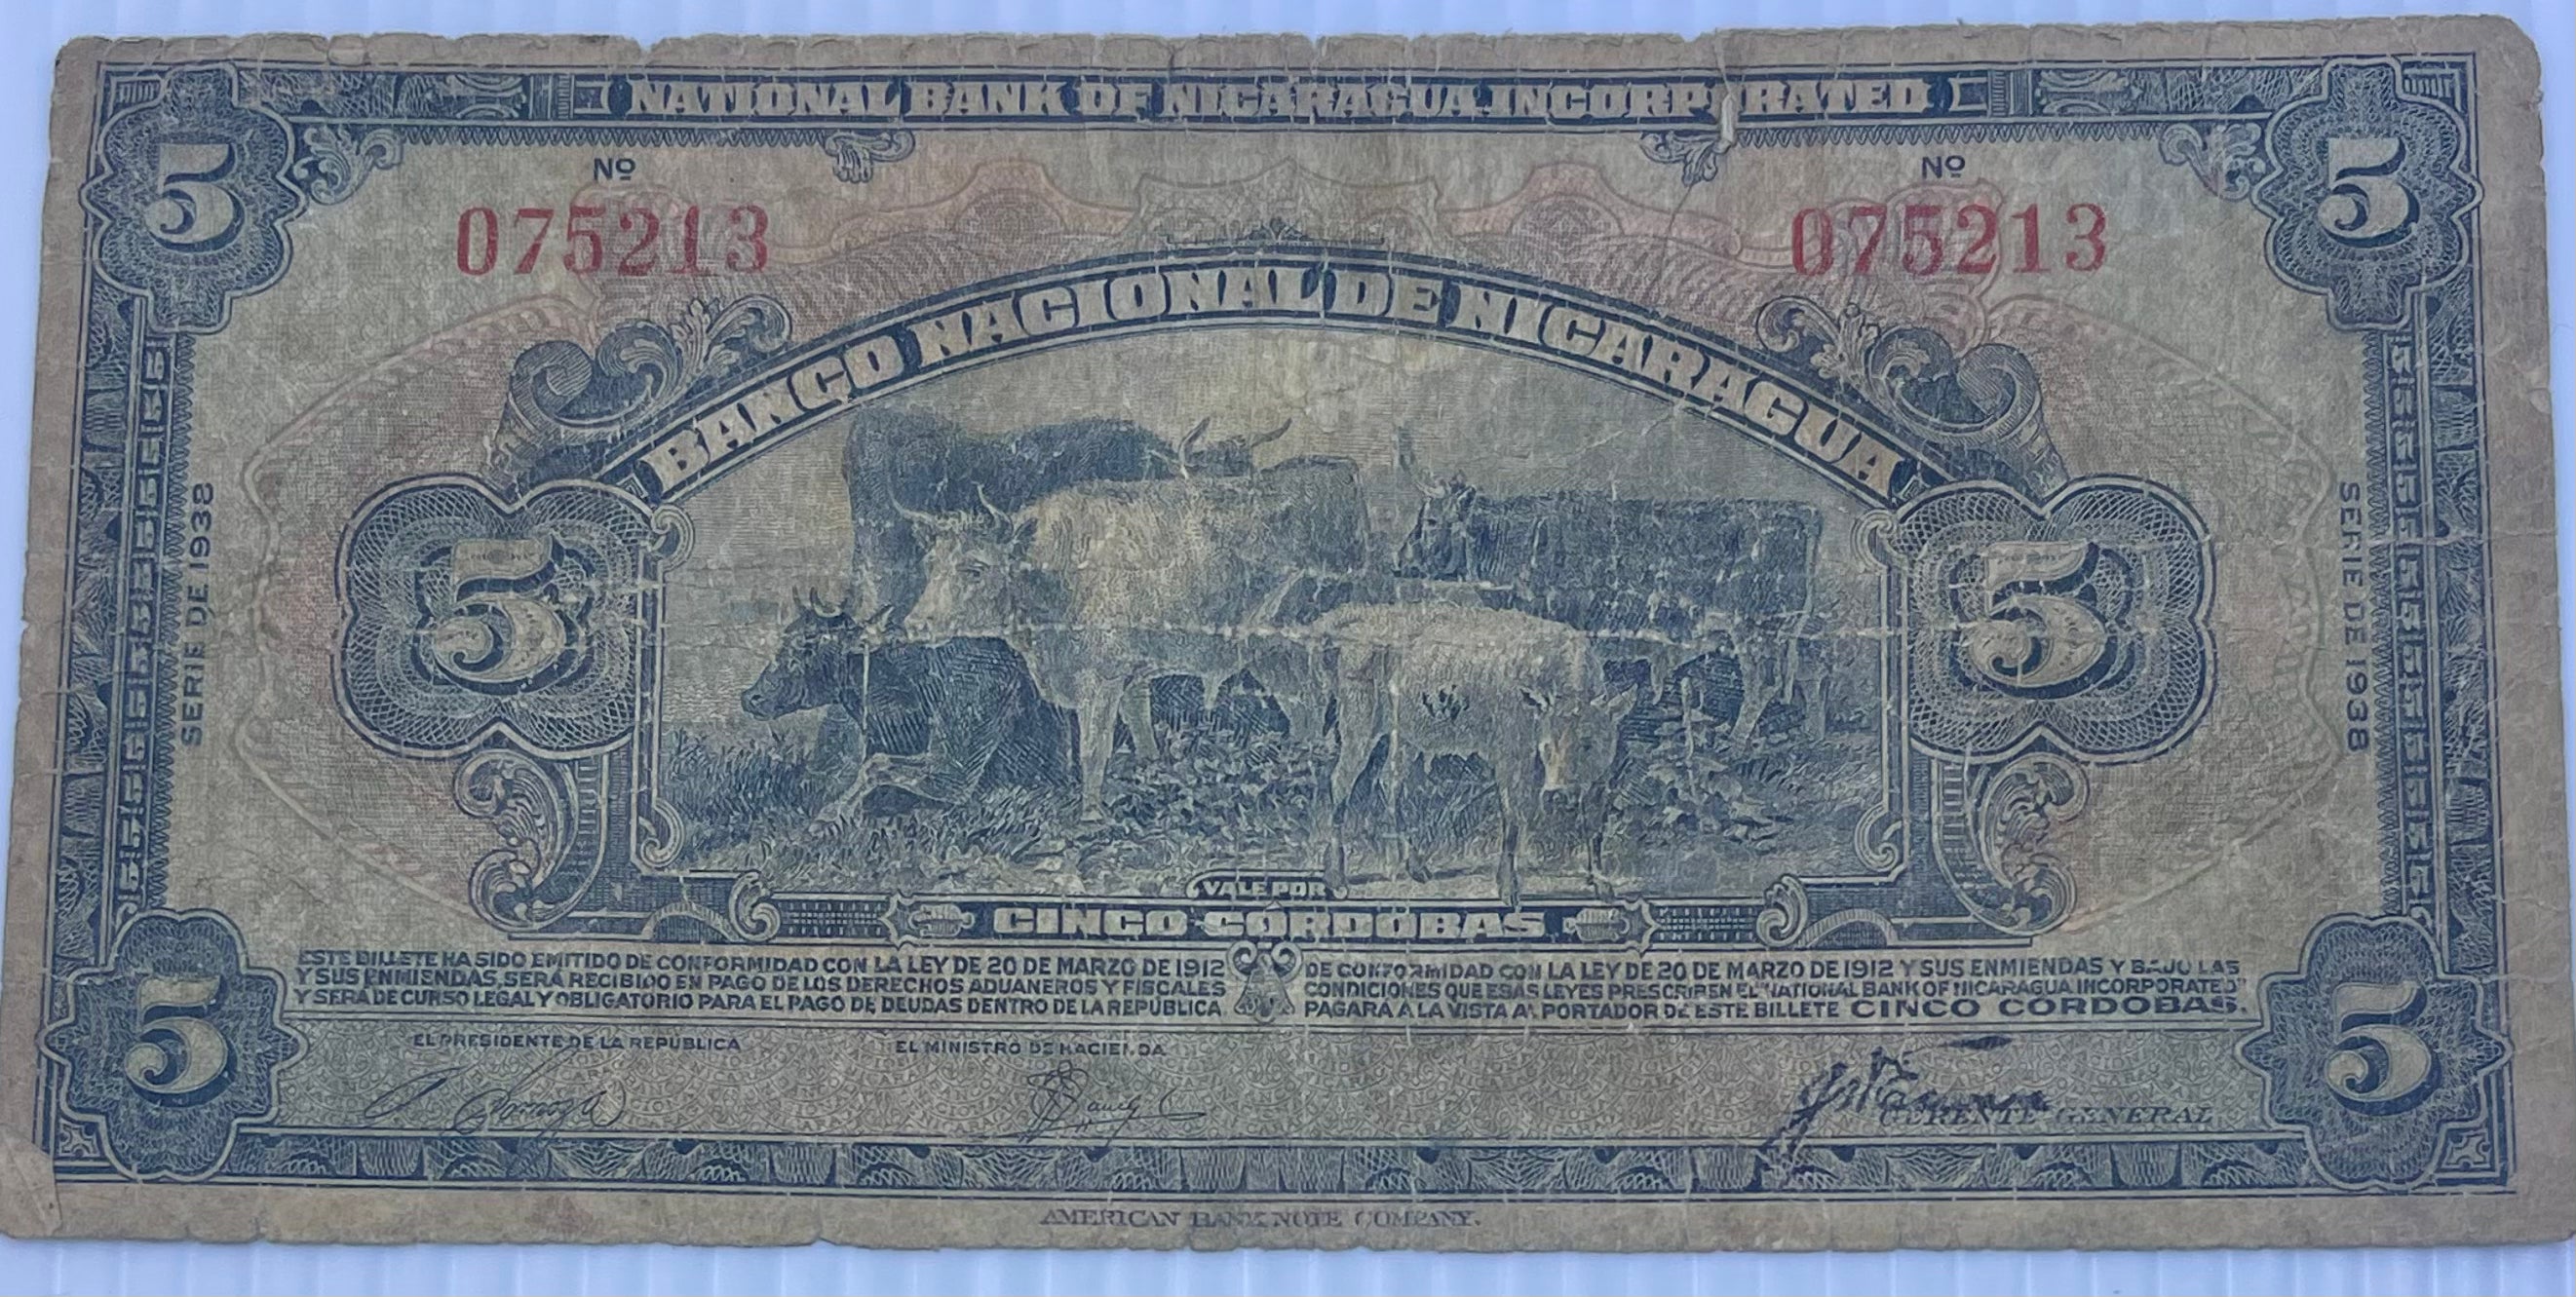 NATIONAL BANK OF NICARAGUA, INCORPORATED
Nº Nº
075213 075213
BANCO NACIONAL DE NICARAGUA
5 5
5 5
SERIE DE 1938
SERIE DE 1938
VALE POR
CINCO CÓRDOBAS
ESTE BILLETE HA SIDO EMITIDO DE CONFORMIDAD CON LA LEY DE 20 DE MARZO DE 1912
Y SUS ENMIENDAS, SERÁ RECIBIDO EN PAGO DE LOS DERECHOS ADUANEROS Y FISCALES
Y SERÁ DE CURSO LEGAL Y OBLIGATORIO PARA EL PAGO DE DEUDAS DENTRO DE LA REPÚBLICA
DE CONFORMIDAD CON LA LEY DE 20 DE MARZO DE 1912 Y SUS ENMIENDAS Y BAJO LAS
CONDICIONES QUE ESAS LEYES PRESCRIBEN EL "NATIONAL BANK OF NICARAGUA INCORPORATED"
PAGARÁ A LA VISTA AL PORTADOR DE ESTE BILLETE CINCO CÓRDOBAS.
EL PRESIDENTE DE LA REPÚBLICA
EL MINISTRO DE HACIENDA
GERENTE GENERAL
5 5
AMERICAN BANK NOTE COMPANY.